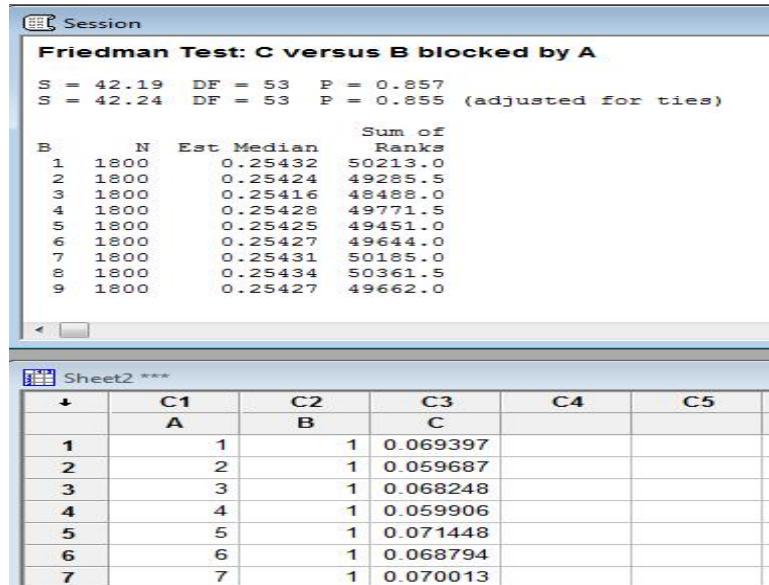 Session
Friedman Test: C versus B blocked by A
S = 42.19 DF = 53 P = 0.857
S = 42.24 DF = 53 P = 0.855 (adjusted for ties)
Sum of
B N Est Median Ranks
1 1800 0.25432 50213.0
2 1800 0.25424 49285.5
3 1800 0.25416 48488.0
4 1800 0.25428 49771.5
5 1800 0.25425 49451.0
6 1800 0.25427 49644.0
7 1800 0.25431 50185.0
8 1800 0.25434 50361.5
9 1800 0.25427 49662.0
Sheet2 ***
C1 C2 C3 C4 C5
A B C
1 1 1 0.069397
2 2 1 0.059687
3 3 1 0.068248
4 4 1 0.059906
5 5 1 0.071448
6 6 1 0.068794
7 7 1 0.070013